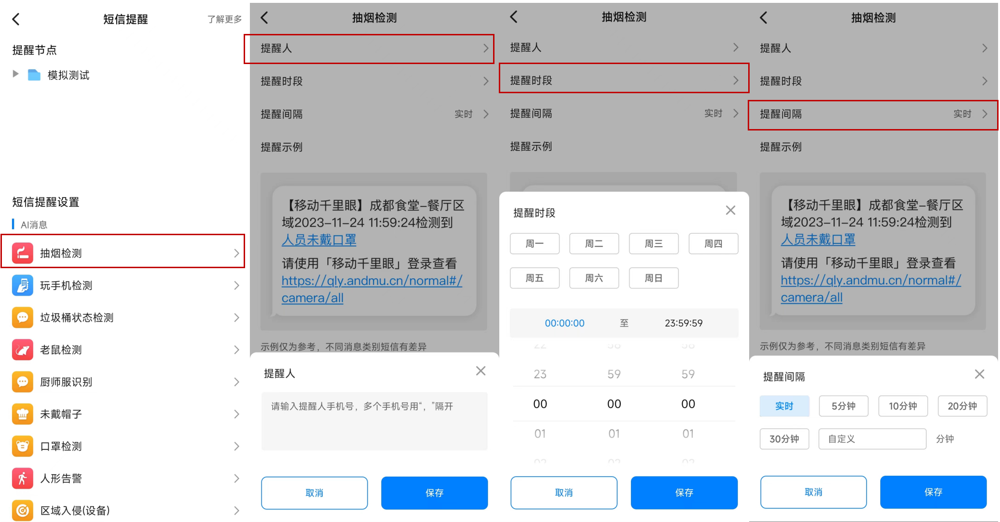 短信提醒
了解更多
提醒节点
模拟测试
短信提醒设置
AI消息
抽烟检测
玩手机检测
垃圾桶状态检测
老鼠检测
厨师服识别
未戴帽子
口罩检测
人形告警
区域入侵(设备)
抽烟检测
提醒人
提醒时段
提醒间隔 实时
提醒示例
【移动千里眼】成都食堂–餐厅区
域2023–11–24 11:59:24检测到
人员未戴口罩
请使用「移动千里眼」登录查看
https://qly.andmu.cn/normal#/
camera/all
示例仅为参考，不同消息类别短信有差异
提醒人
请输入提醒人手机号，多个手机号用“，”隔开
取消 保存
抽烟检测
提醒人
提醒时段
提醒间隔 实时
提醒示例
提醒时段
周一 周二 周三 周四
周五 周六 周日
00:00:00 至 23:59:59
22 58 58
23 59 59
00 00 00
01 01 01
02 02 02
取消 保存
抽烟检测
提醒人
提醒时段
提醒间隔 实时
提醒示例
【移动千里眼】成都食堂–餐厅区
域2023–11–24 11:59:24检测到
人员未戴口罩
请使用「移动千里眼」登录查看
https://qly.andmu.cn/normal#/
camera/all
示例仅为参考，不同消息类别短信有差异
提醒间隔
实时 5分钟 10分钟 20分钟
30分钟 自定义 分钟
取消 保存